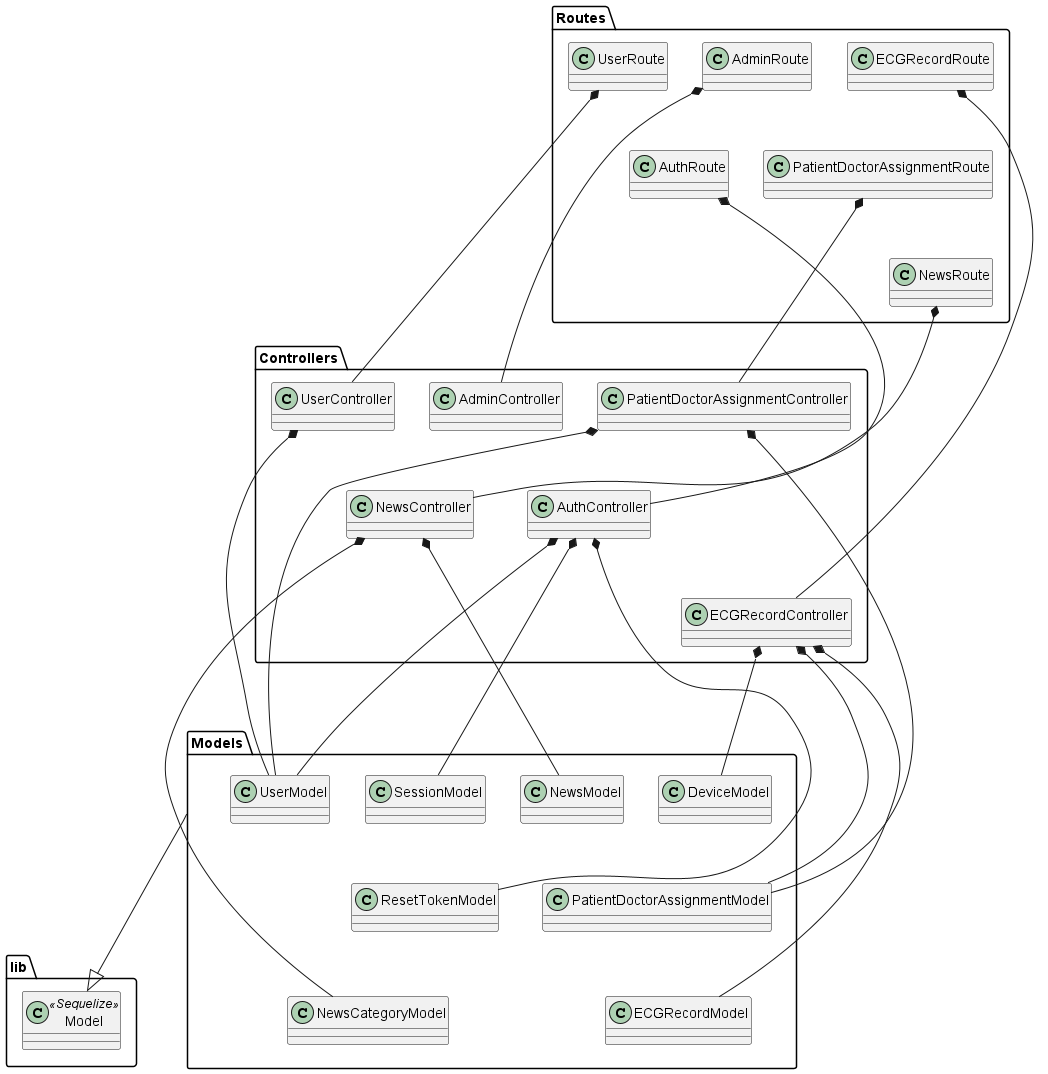 Routes
C UserRoute
C AdminRoute
C ECGRecordRoute
C AuthRoute
C PatientDoctorAssignmentRoute
C NewsRoute
Controllers
C UserController
C AdminController
C PatientDoctorAssignmentController
C NewsController
C AuthController
C ECGRecordController
Models
C UserModel
C SessionModel
C NewsModel
C DeviceModel
C ResetTokenModel
C PatientDoctorAssignmentModel
lib
C «Sequelize»
Model
C NewsCategoryModel
C ECGRecordModel